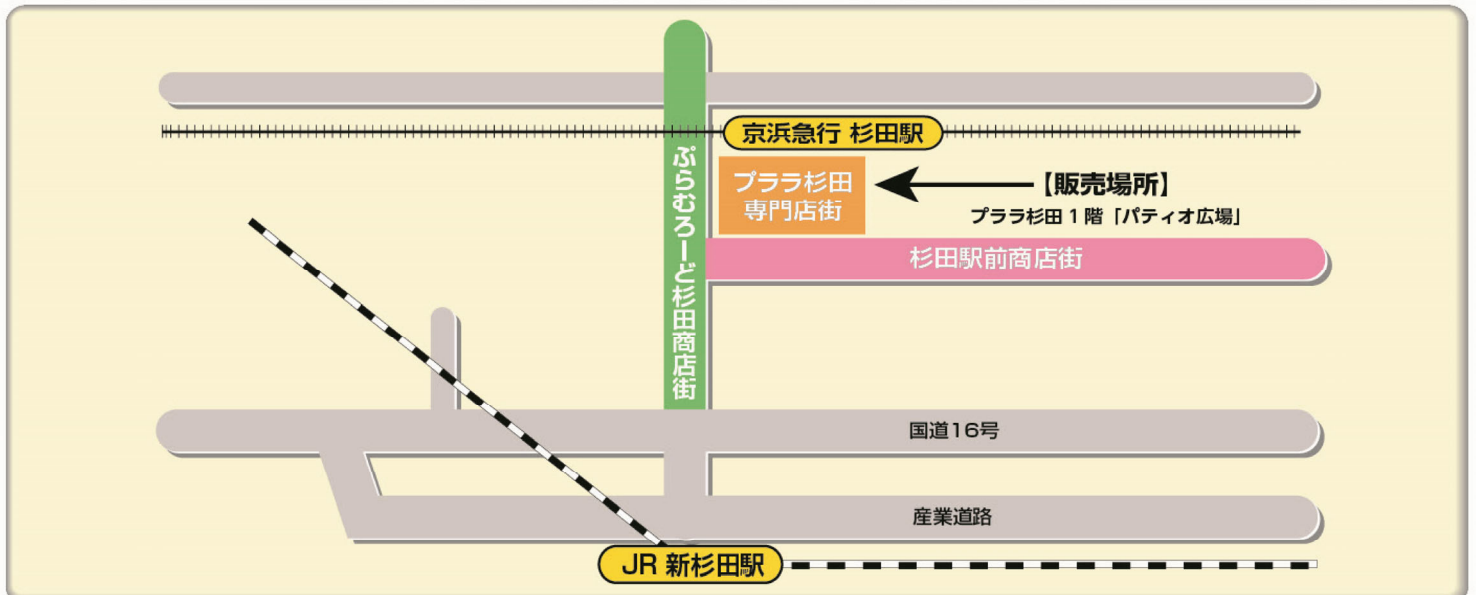 京浜急行 杉田駅
ぷらむろーど杉田商店街
プララ杉田
専門店街
【販売場所】
プララ杉田1階「パティオ広場」
杉田駅前商店街
国道16号
産業道路
JR 新杉田駅